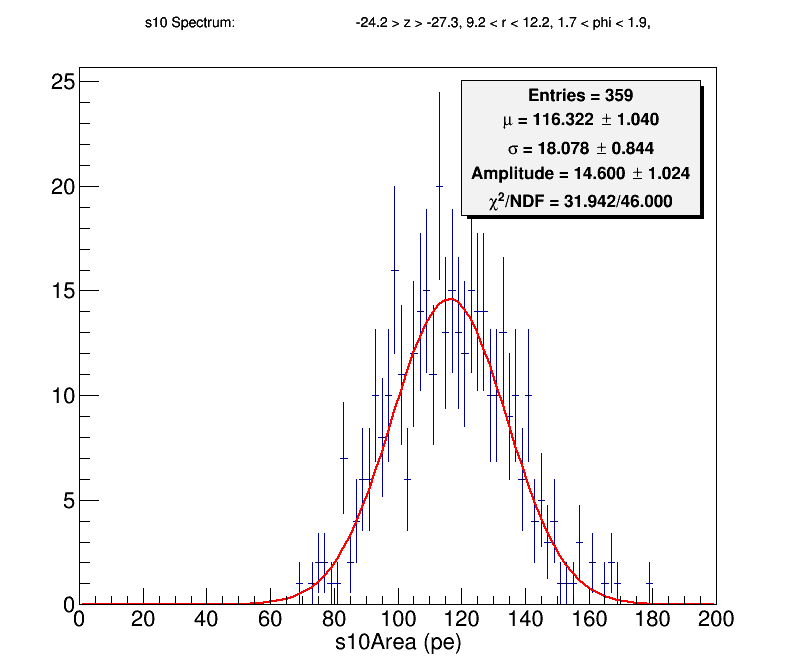 s10 Spectrum: -24.2 > z > -27.3, 9.2 < r < 12.2, 1.7 < phi < 1.9,
25
Entries = 359
μ = 116.322 ± 1.040
σ = 18.078 ± 0.844
Amplitude = 14.600 ± 1.024
χ²/NDF = 31.942/46.000
20
15
10
5
0
0 20 40 60 80 100 120 140 160 180 200
s10Area (pe)